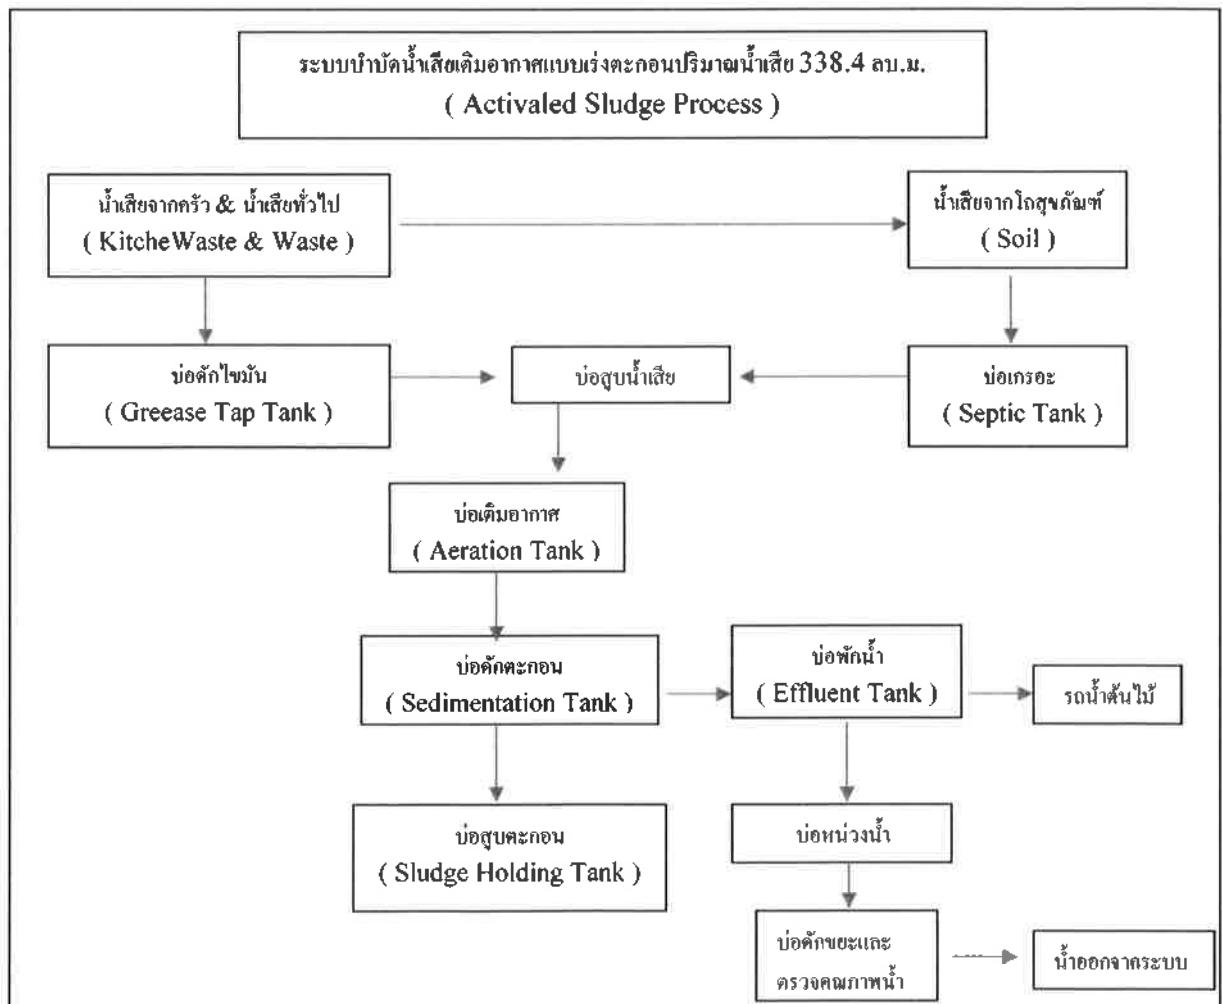 ระบบบำบัดน้ำเสียเติมอากาศแบบเร่งตะกอนปริมาณน้ำเสีย 338.4 ลบ.ม.
( Activaled Sludge Process )
น้ำเสียจากครัว & น้ำเสียทั่วไป
( KitcheWaste & Waste )
น้ำเสียจากโถสุขภัณฑ์
( Soil )
บ่อดักไขมัน
( Greease Tap Tank )
บ่อสูบน้ำเสีย
บ่อเกรอะ
( Septic Tank )
บ่อเติมอากาศ
( Aeration Tank )
บ่อดักตะกอน
( Sedimentation Tank )
บ่อพักน้ำ
( Effluent Tank )
รถน้ำต้นไม้
บ่อสูบตะกอน
( Sludge Holding Tank )
บ่อหน่วงน้ำ
บ่อดักขยะและ
ตรวจคุณภาพน้ำ
น้ำออกจากระบบ